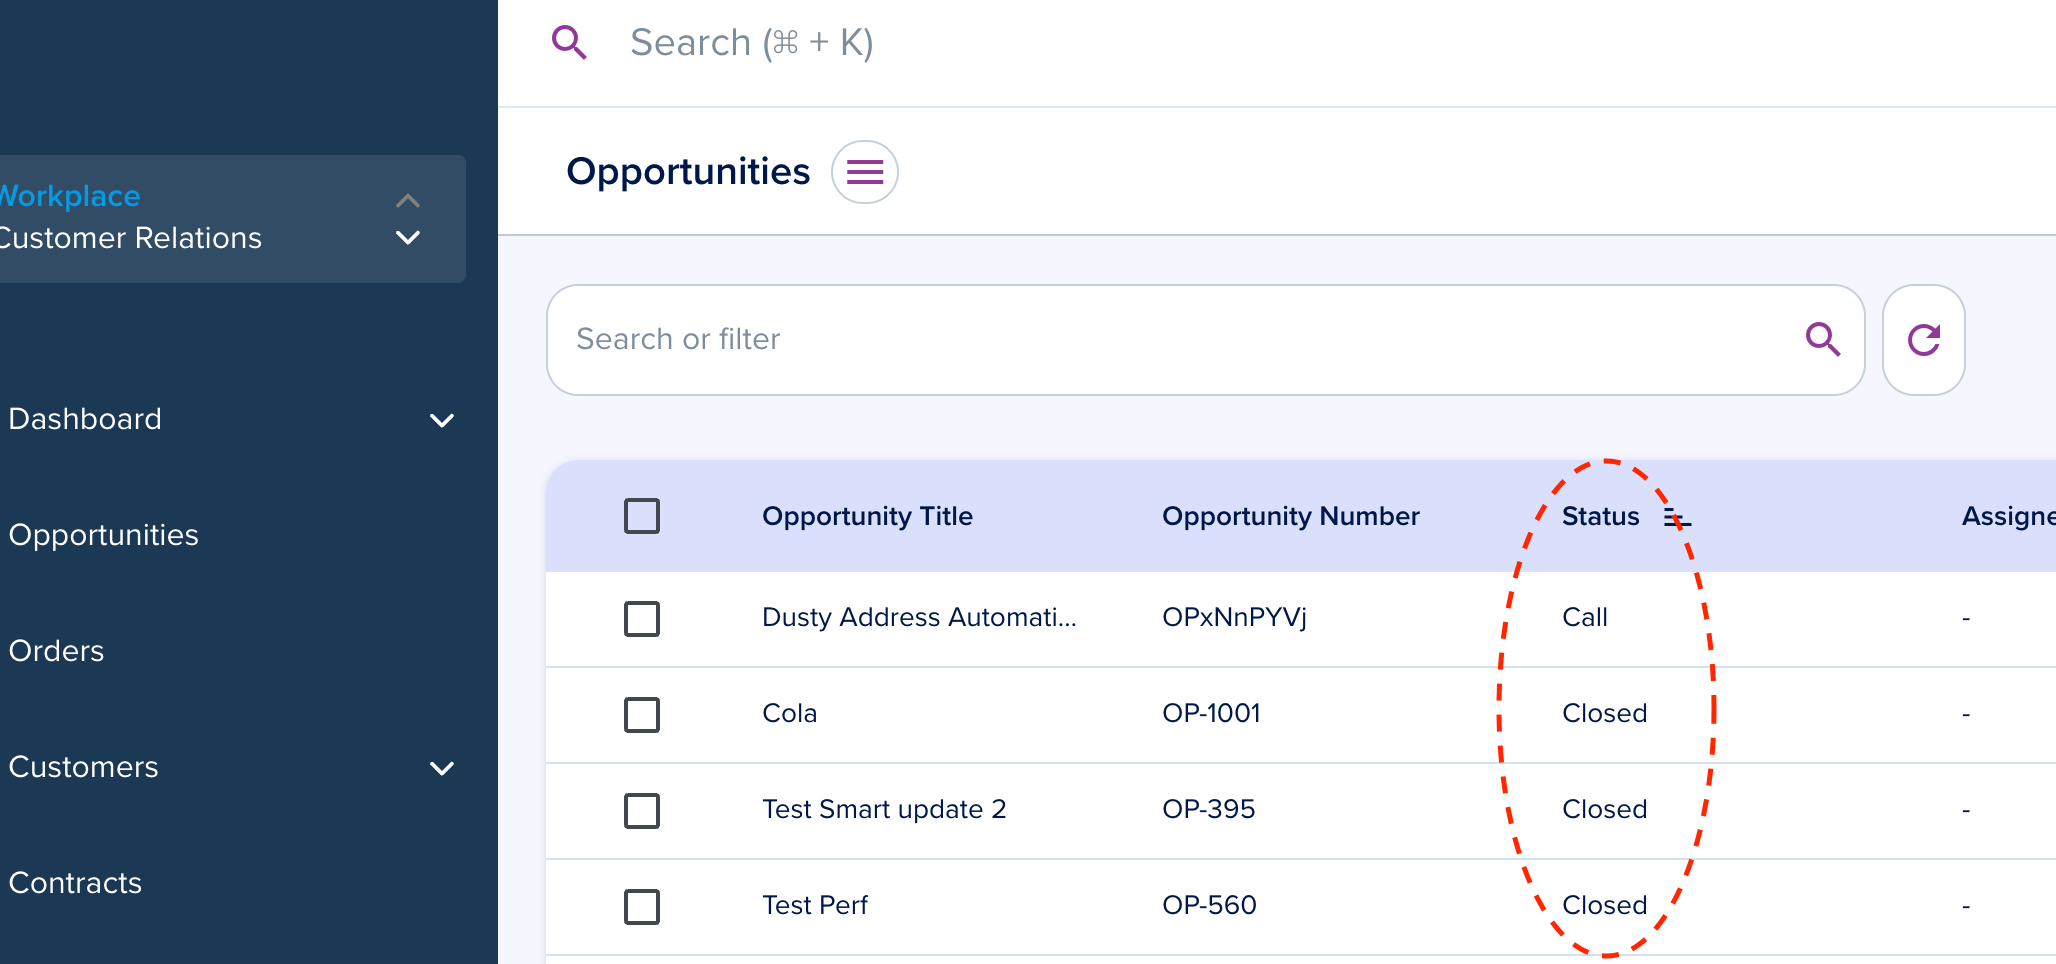 Search (⌘ + K)
Workplace
Customer Relations
Dashboard
Opportunities
Orders
Customers
Contracts
Opportunities
Search or filter
Opportunity Title Opportunity Number Status Assigne
Dusty Address Automati... OPxNnPYVj Call -
Cola OP-1001 Closed -
Test Smart update 2 OP-395 Closed -
Test Perf OP-560 Closed -